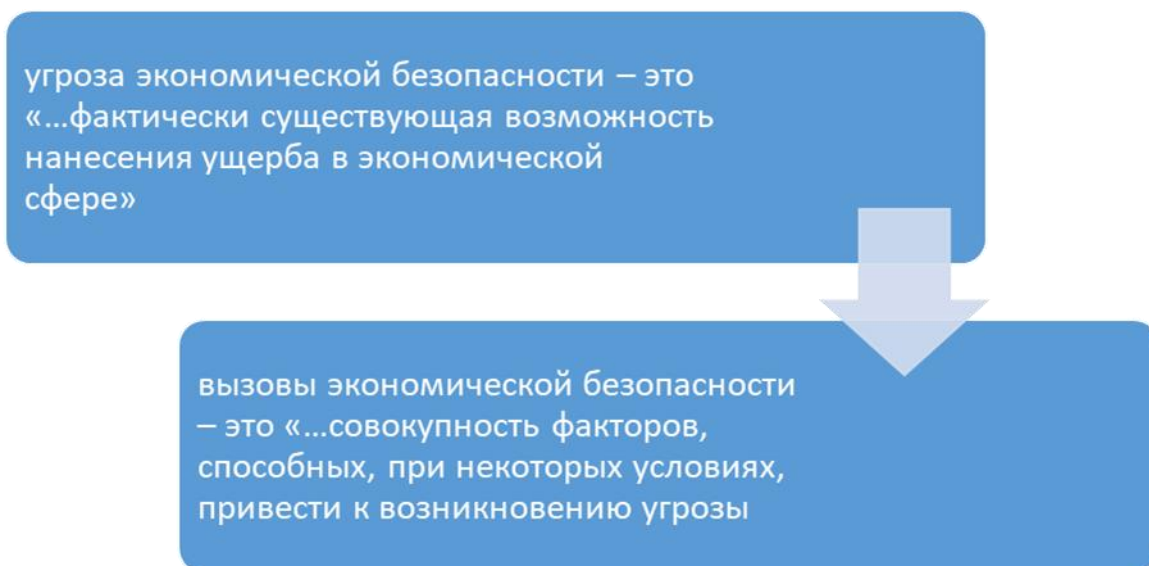 угроза экономической безопасности – это
«...фактически существующая возможность
нанесения ущерба в экономической
сфере»
вызовы экономической безопасности
– это «...совокупность факторов,
способных, при некоторых условиях,
привести к возникновению угрозы